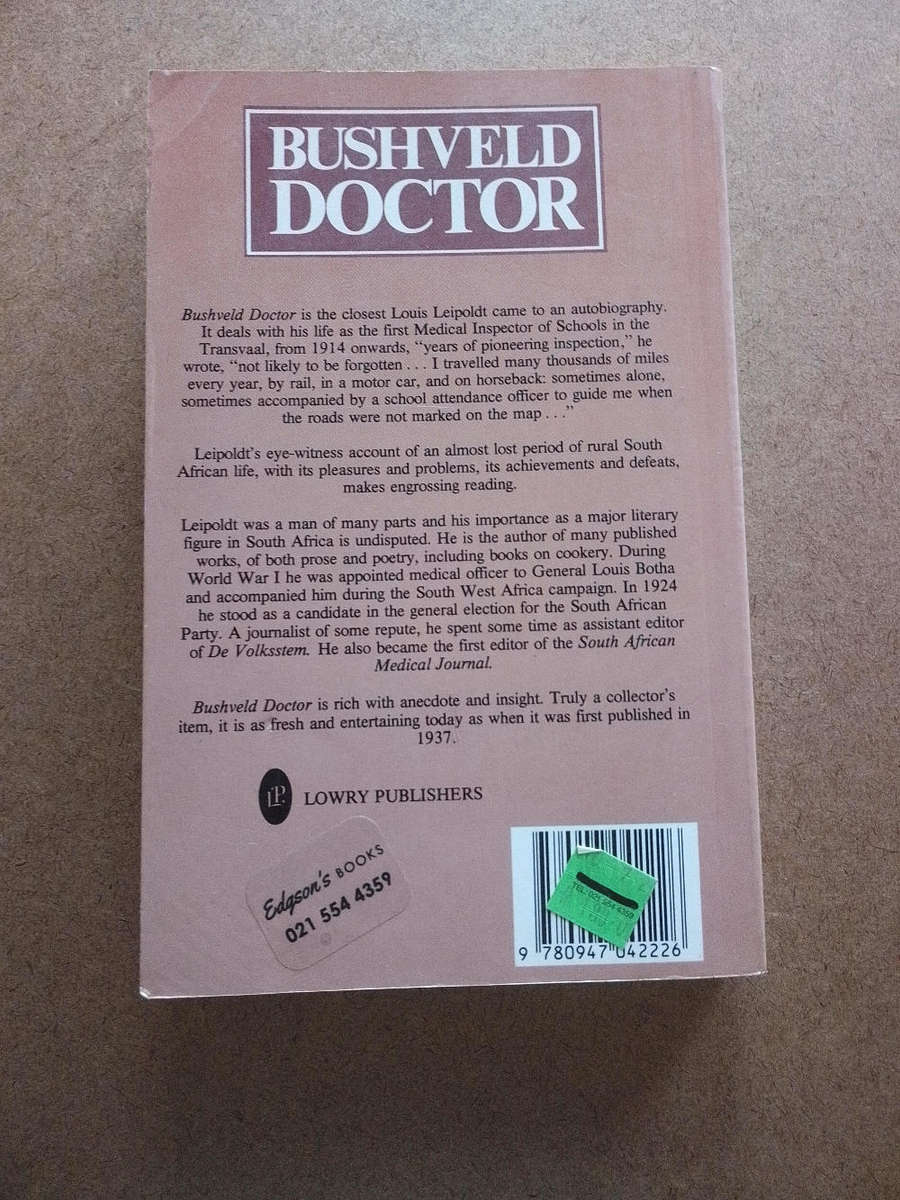 BUSHVELD
DOCTOR
Bushveld Doctor is the closest Louis Leipoldt came to an autobiography.
It deals with his life as the first Medical Inspector of Schools in the
Transvaal, from 1914 onwards, “years of pioneering inspection,” he
wrote, “not likely to be forgotten . . . I travelled many thousands of miles
every year, by rail, in a motor car, and on horseback: sometimes alone,
sometimes accompanied by a school attendance officer to guide me when
the roads were not marked on the map . . .”
Leipoldt’s eye-witness account of an almost lost period of rural South
African life, with its pleasures and problems, its achievements and defeats,
makes engrossing reading.
Leipoldt was a man of many parts and his importance as a major literary
figure in South Africa is undisputed. He is the author of many published
works, of both prose and poetry, including books on cookery. During
World War I he was appointed medical officer to General Louis Botha
and accompanied him during the South West Africa campaign. In 1924
he stood as a candidate in the general election for the South African
Party. A journalist of some repute, he spent some time as assistant editor
of De Volksstem. He also became the first editor of the South African
Medical Journal.
Bushveld Doctor is rich with anecdote and insight. Truly a collector’s
item, it is as fresh and entertaining today as when it was first published in
1937.
LP. LOWRY PUBLISHERS
Edgson's BOOKS
021 554 4359
TEL: 021 554 4359
9 780947 042226